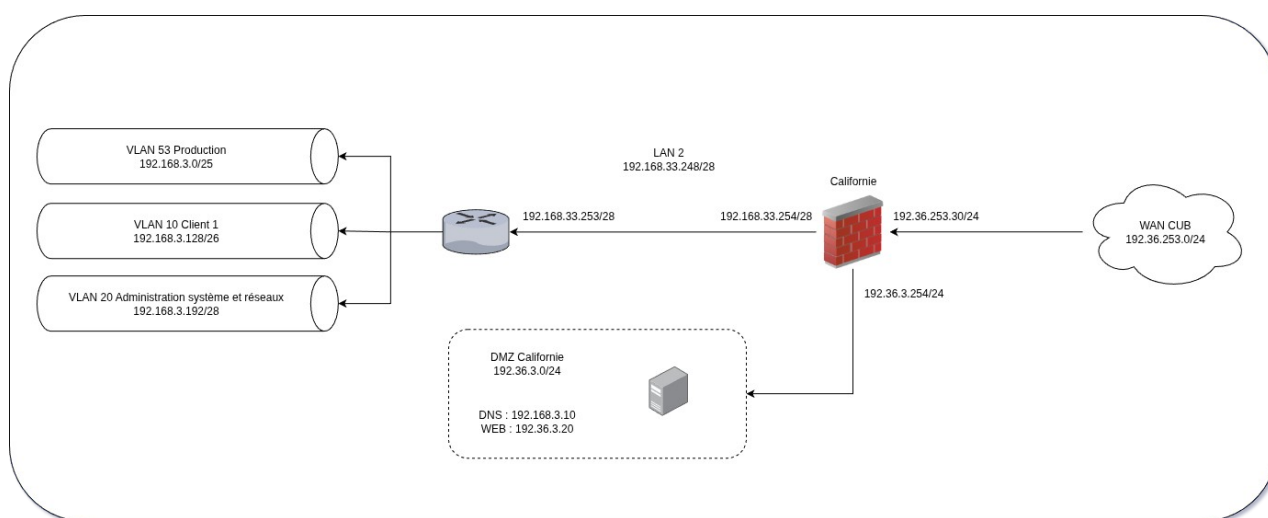 VLAN 53 Production
192.168.3.0/25
VLAN 10 Client 1
192.168.3.128/26
VLAN 20 Administration système et réseaux
192.168.3.192/28
192.168.33.253/28
LAN 2
192.168.33.248/28
192.168.33.254/28
Californie
192.36.253.30/24
WAN CUB
192.36.253.0/24
192.36.3.254/24
DMZ Californie
192.36.3.0/24
DNS : 192.168.3.10
WEB : 192.36.3.20